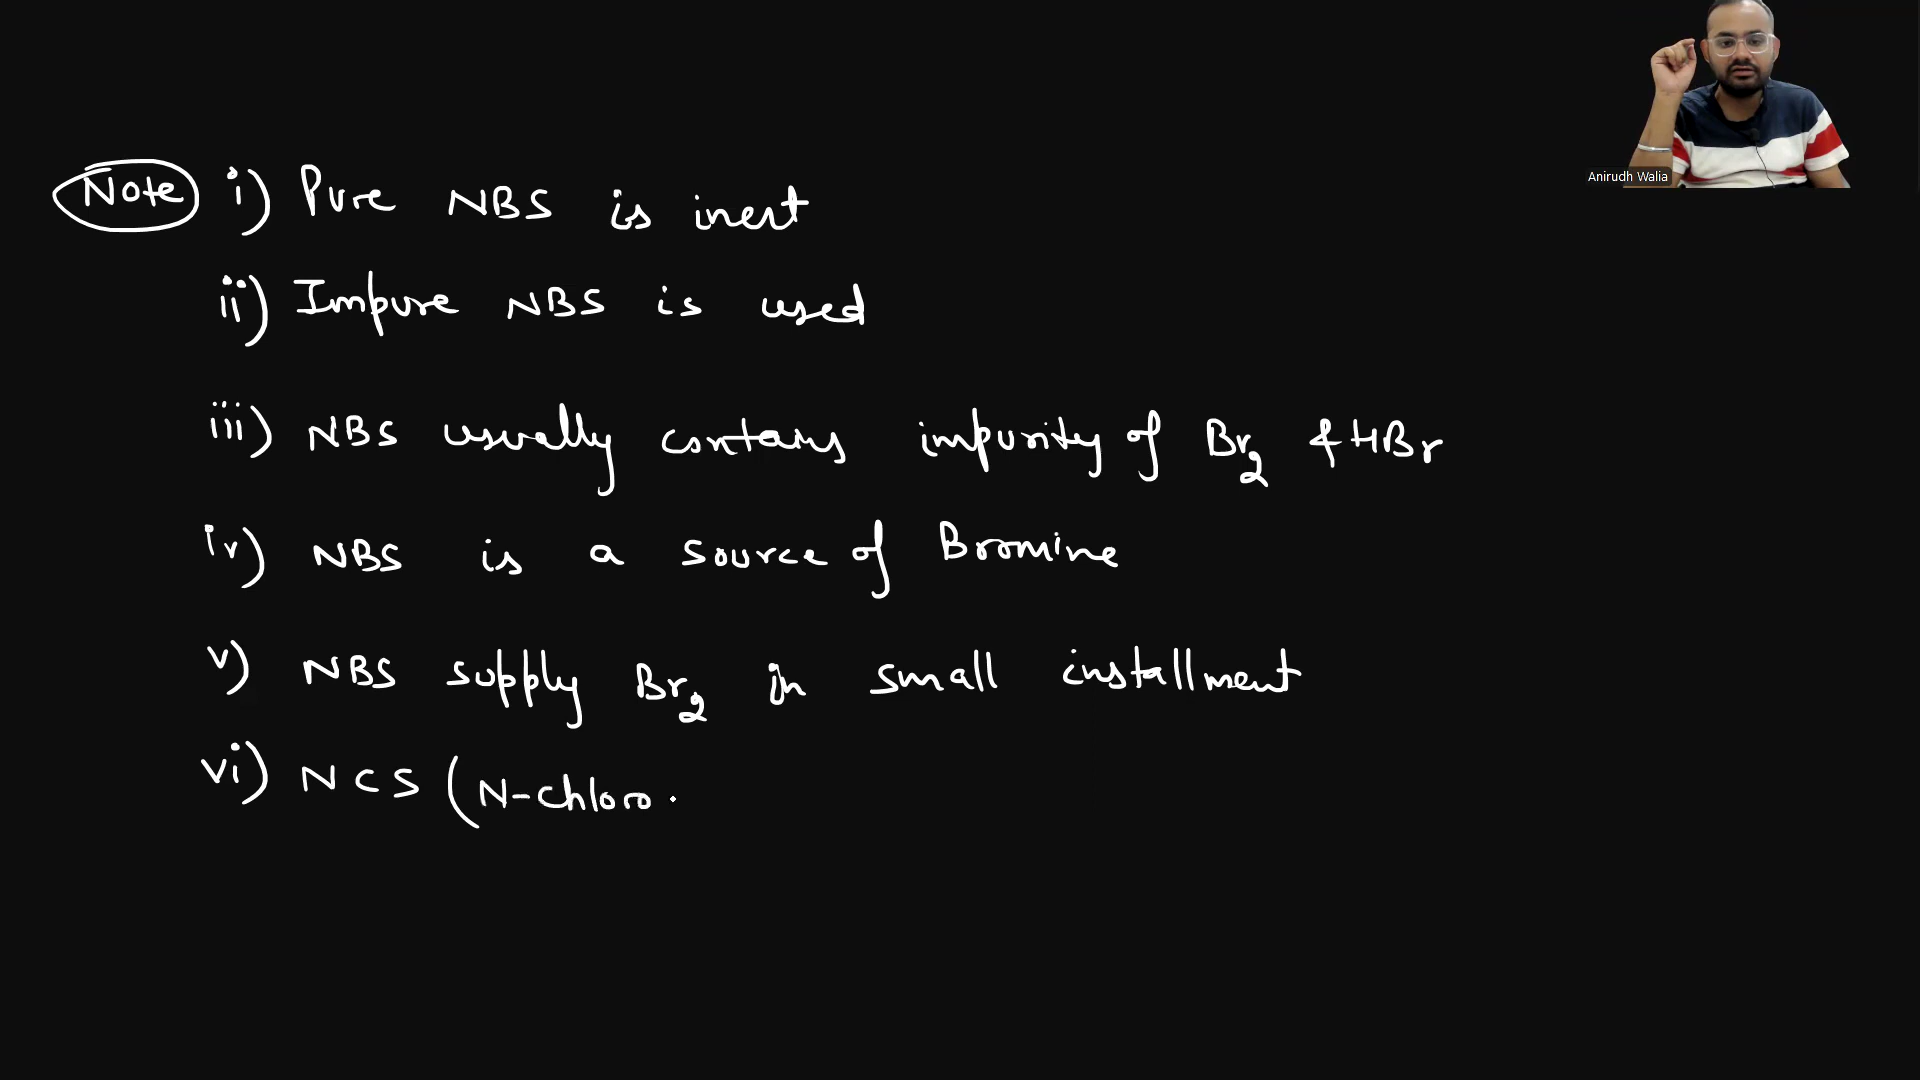 Anirudh Walia
Note i) Pure NBS is inert
ii) Impure NBS is used
iii) NBS usually contains impurity of Br2 & HBr
iv) NBS is a source of Bromine
v) NBS supply Br2 in small installment
vi) NCS (N-chloro